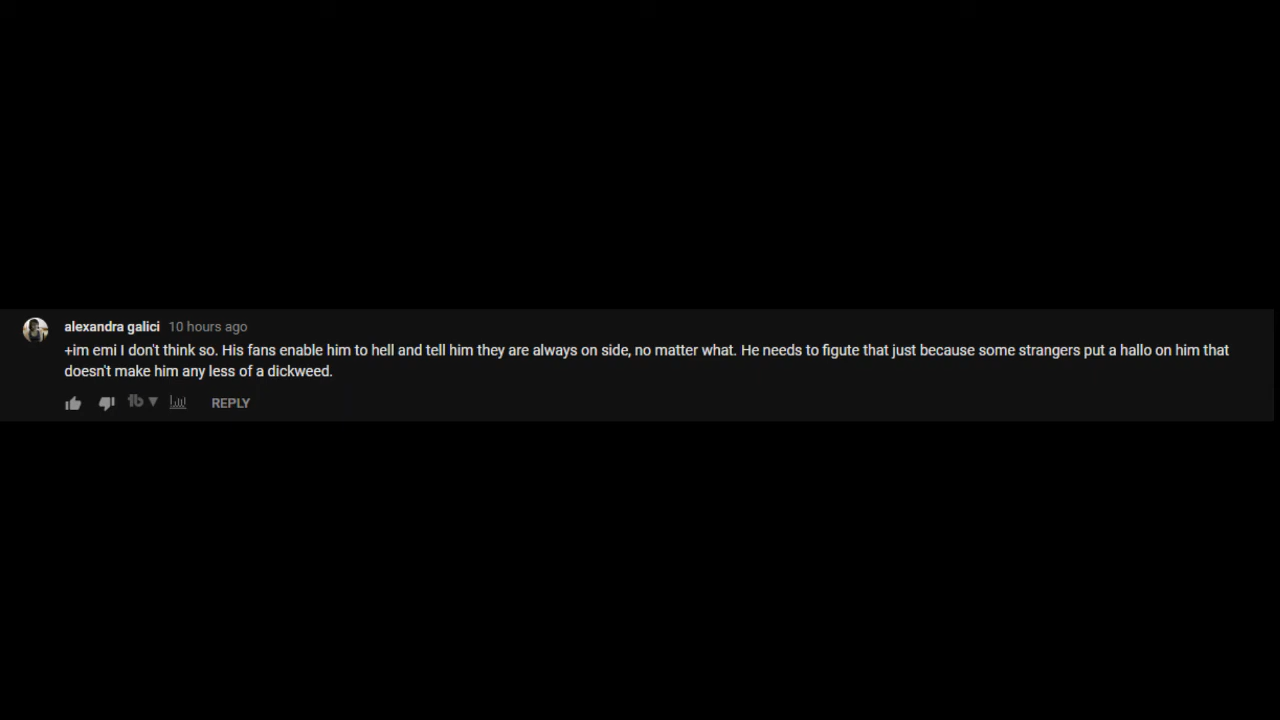 alexandra galici 10 hours ago
+im emi I don't think so. His fans enable him to hell and tell him they are always on side, no matter what. He needs to figute that just because some strangers put a hallo on him that
doesn't make him any less of a dickweed.
tb REPLY